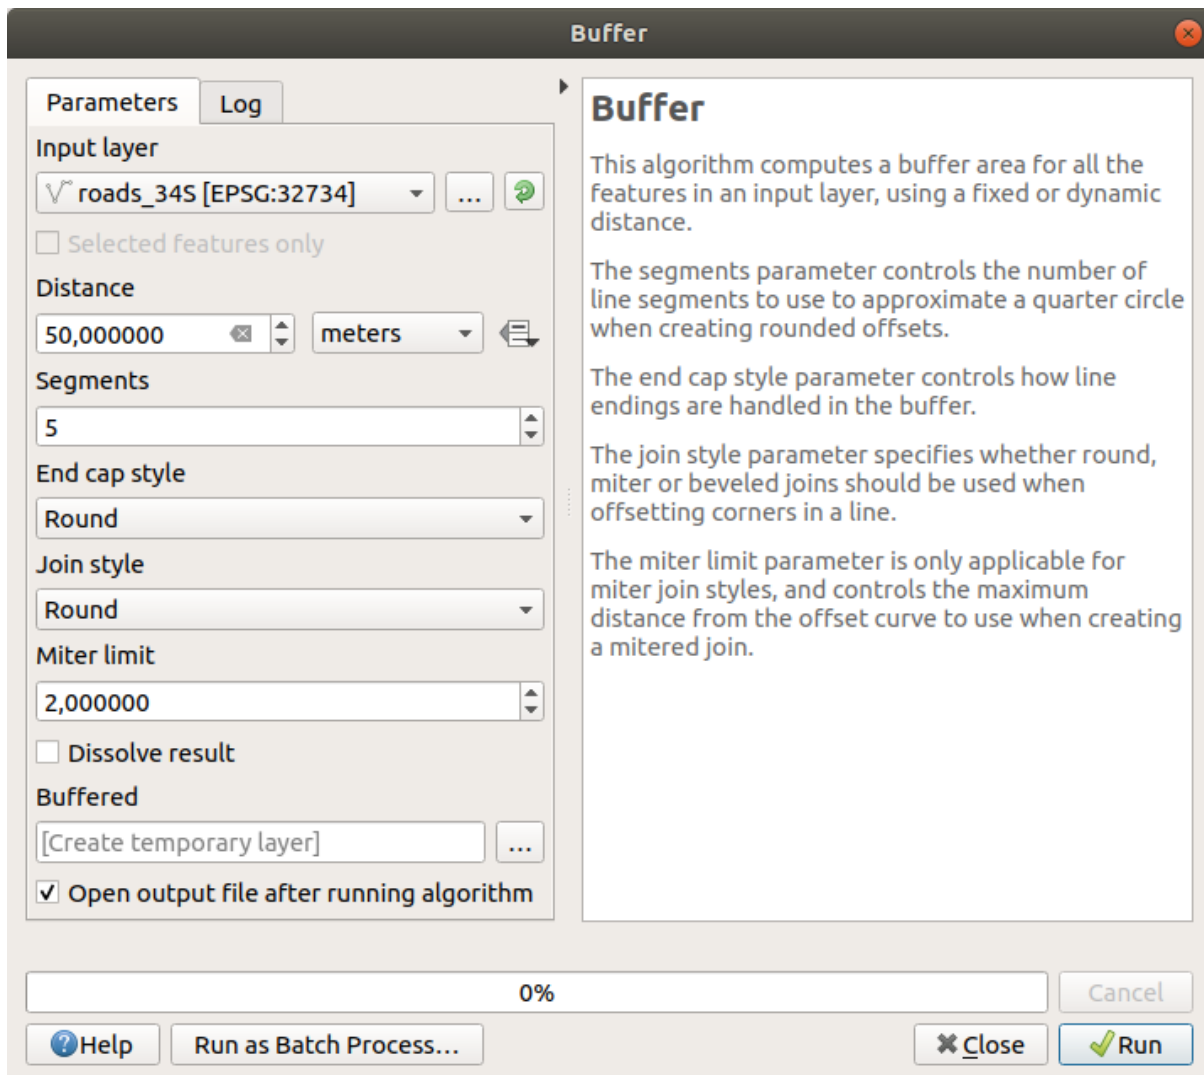 Buffer
Parameters
Log
Input layer
roads_34S [EPSG:32734]
...
Selected features only
Distance
50,000000
meters
Segments
5
End cap style
Round
Join style
Round
Miter limit
2,000000
Dissolve result
Buffered
[Create temporary layer]
...
Open output file after running algorithm
Buffer
This algorithm computes a buffer area for all the
features in an input layer, using a fixed or dynamic
distance.
The segments parameter controls the number of
line segments to use to approximate a quarter circle
when creating rounded offsets.
The end cap style parameter controls how line
endings are handled in the buffer.
The join style parameter specifies whether round,
miter or beveled joins should be used when
offsetting corners in a line.
The miter limit parameter is only applicable for
miter join styles, and controls the maximum
distance from the offset curve to use when creating
a mitered join.
0%
Cancel
Help
Run as Batch Process...
Close
Run